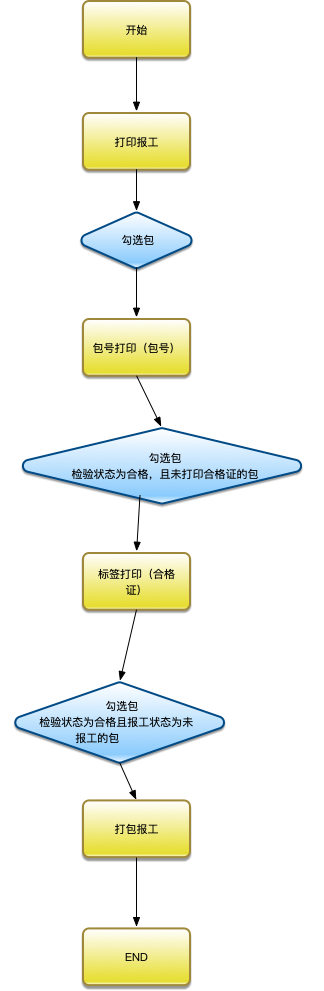 开始
打印报工
勾选包
包号打印（包号）
勾选包
检验状态为合格，且未打印合格证的包
标签打印（合格
证）
勾选包
检验状态为合格且报工状态为未
报工的包
打包报工
END